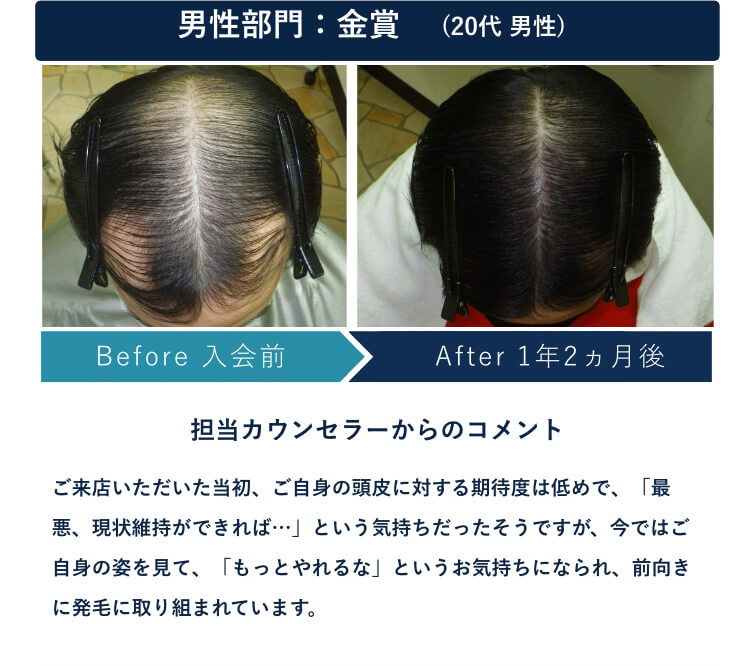 男性部門：金賞　(20代 男性)
Before 入会前
After 1年2ヵ月後
担当カウンセラーからのコメント
ご来店いただいた当初、ご自身の頭皮に対する期待度は低めで、「最
悪、現状維持ができれば…」という気持ちだったそうですが、今ではご
自身の姿を見て、「もっとやれるな」というお気持ちになられ、前向き
に発毛に取り組まれています。